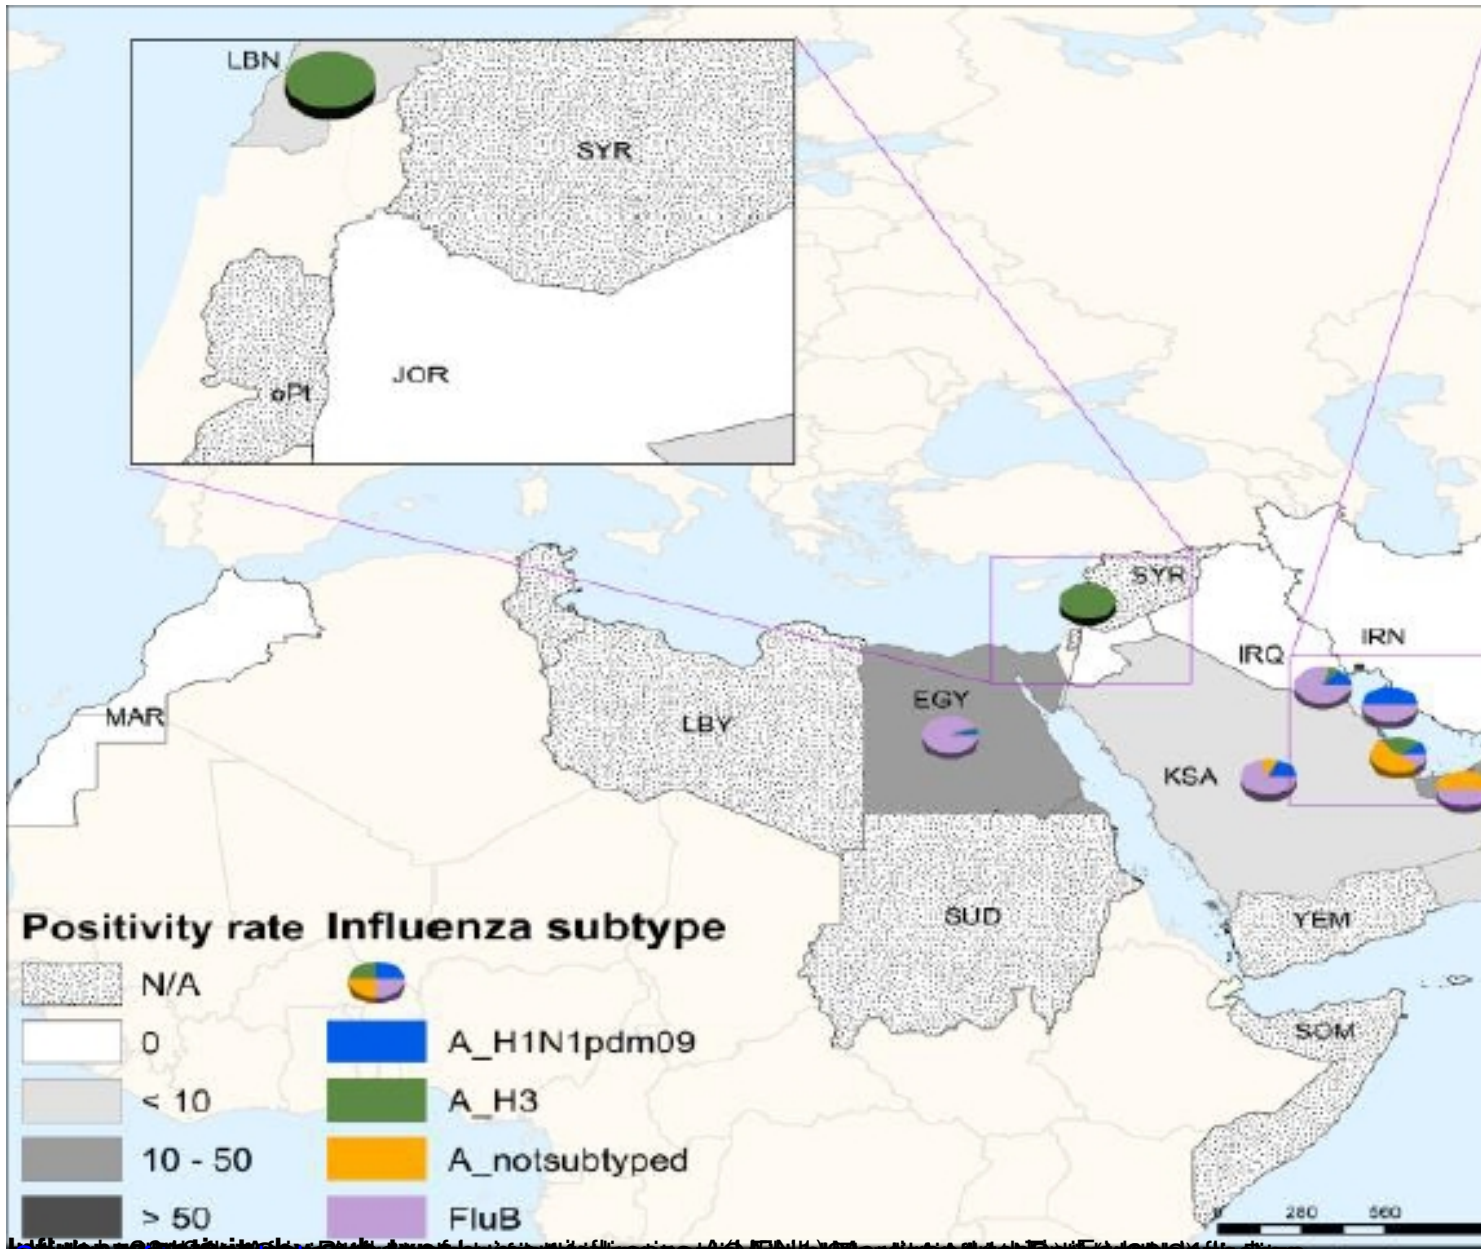 LBN
SYR
JOR
oPt
SYR
IRQ
IRN
MAR
LBY
EGY
KSA
SUD
YEM
SOM
Positivity rate
N/A
0
< 10
10 - 50
> 50
Influenza subtype
A_H1N1pdm09
A_H3
A_notsubtyped
FluB
0 280 560